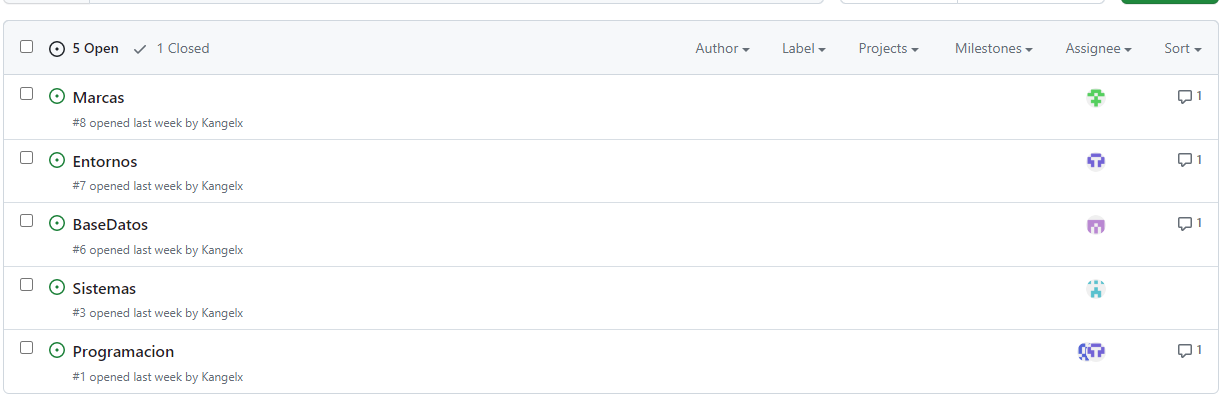 5 Open 1 Closed Author Label Projects Milestones Assignee Sort
Marcas 1
#8 opened last week by Kangelx
Entornos 1
#7 opened last week by Kangelx
BaseDatos 1
#6 opened last week by Kangelx
Sistemas
#3 opened last week by Kangelx
Programacion 1
#1 opened last week by Kangelx